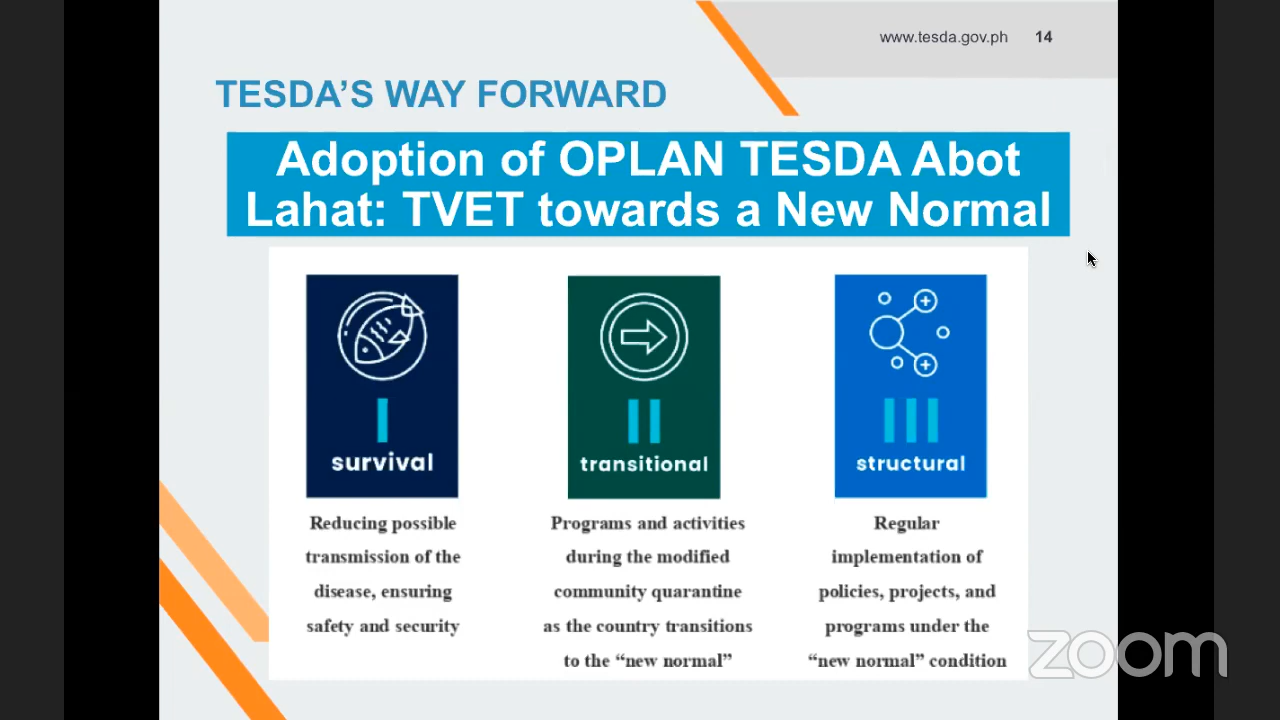 www.tesda.gov.ph 14
TESDA’S WAY FORWARD
Adoption of OPLAN TESDA Abot
Lahat: TVET towards a New Normal
I
survival
Reducing possible
transmission of the
disease, ensuring
safety and security
II
transitional
Programs and activities
during the modified
community quarantine
as the country transitions
to the “new normal”
III
structural
Regular
implementation of
policies, projects, and
programs under the
“new normal” condition
zoom